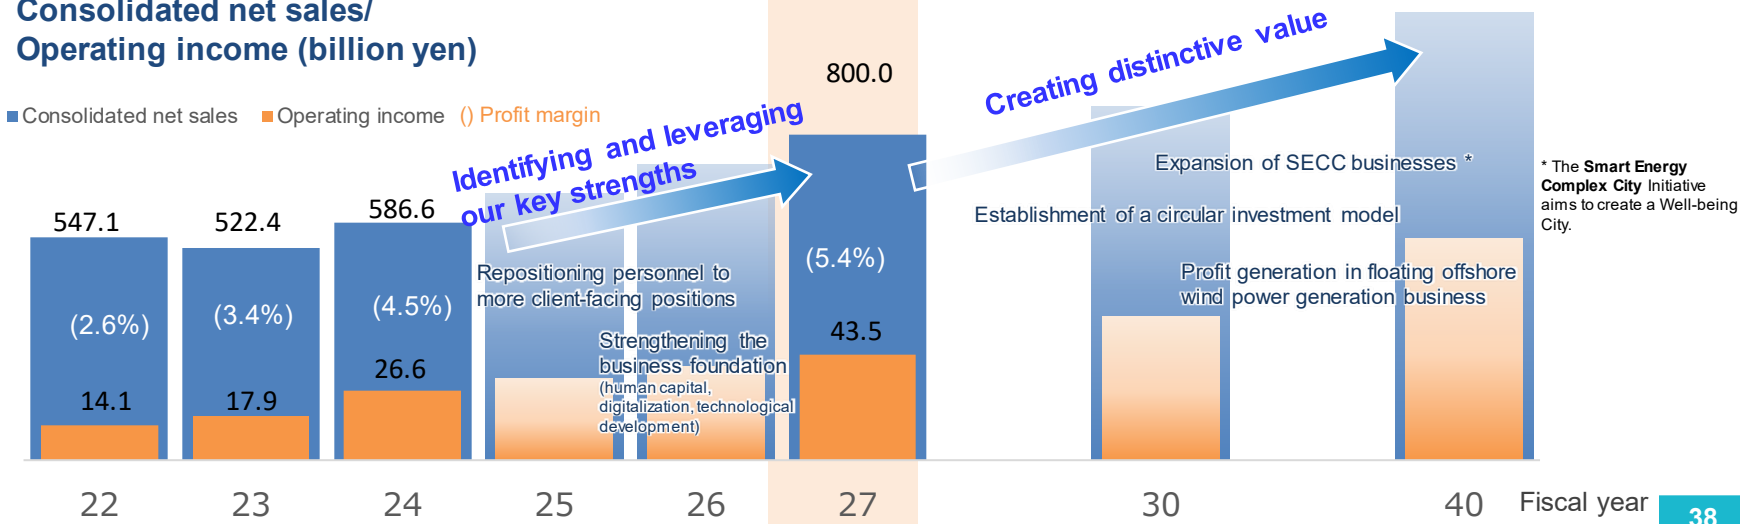 Consolidated net sales/
Operating income (billion yen)
Consolidated net sales
Operating income
() Profit margin
547.1
522.4
586.6
800.0
(2.6%)
(3.4%)
(4.5%)
(5.4%)
14.1
17.9
26.6
43.5
Identifying and leveraging
our key strengths
Creating distinctive value
Repositioning personnel to
more client-facing positions
Strengthening the
business foundation
(human capital,
digitalization, technological
development)
Expansion of SECC businesses *
Establishment of a circular investment model
Profit generation in floating offshore
wind power generation business
* The Smart Energy
Complex City Initiative
aims to create a Well-being
City.
22
23
24
25
26
27
30
40
Fiscal year
38